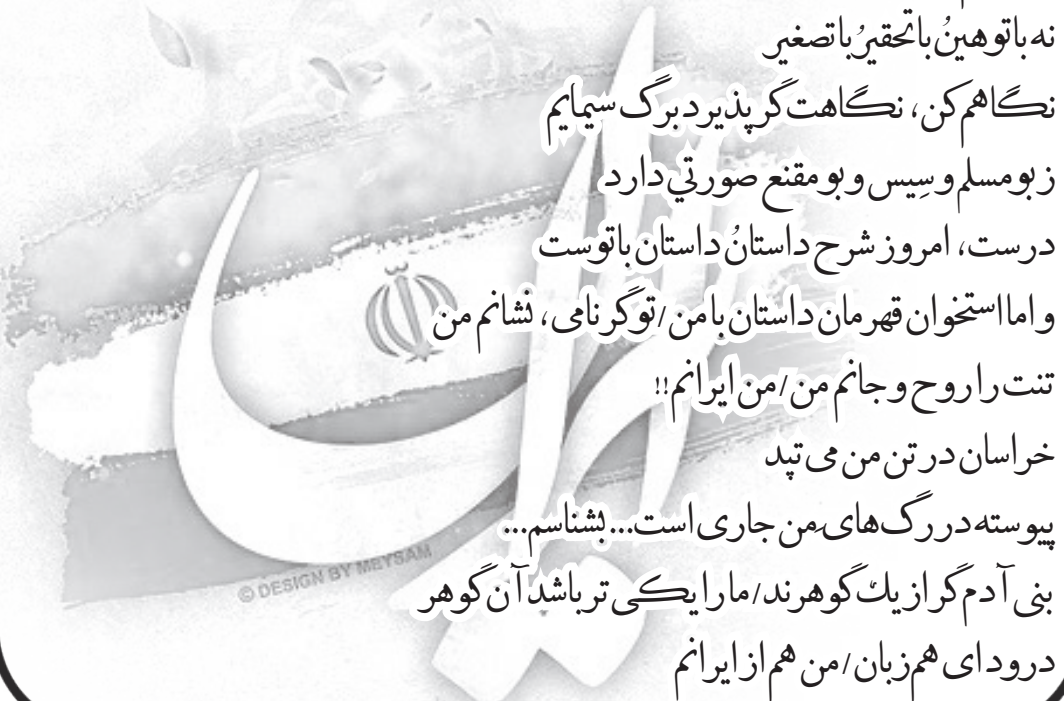 نه با توهینُ با تحقیرُ با تصغیر
نگاهم کن، نگاهت گر پذیرد برگ سیمایم
ز بومسلم و سِیس و بومقنع صورتي دارد
درست، امروز شرح داستانُ داستان با توست
و اما استخوان قهرمان داستان با من/تو گر نامی، نشانم من
تنت را روح و جانم من/من ایرانم!!
خراسان در تن من می تپد
پیوسته در رگ های من جاری است... بشناسم...
بنی آدم گر از یك گوهرند/ما را یکی تر باشد آن گوهر
درود ای هم زبان/من هم از ایرانم
ایران
© DESIGN BY MEYSAM